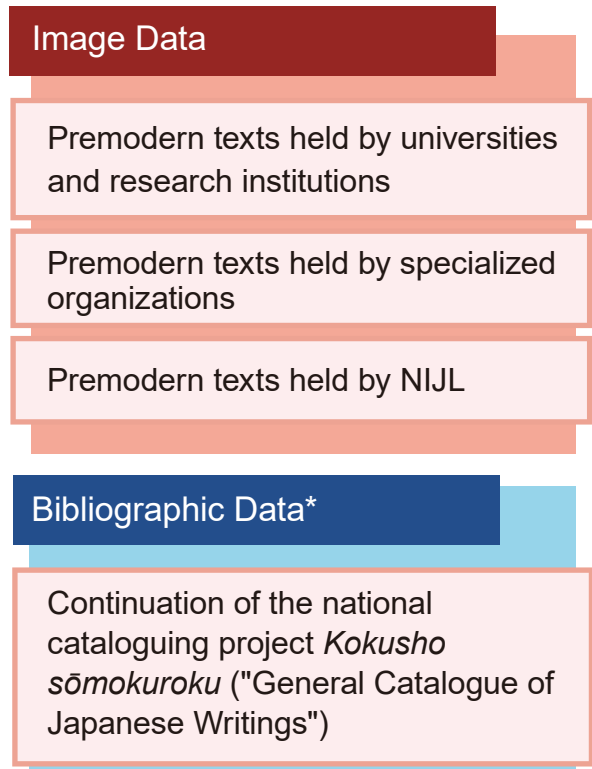 Image Data
Premodern texts held by universities
and research institutions
Premodern texts held by specialized
organizations
Premodern texts held by NIJL
Bibliographic Data*
Continuation of the national
cataloguing project Kokusho
sōmokuroku ("General Catalogue of
Japanese Writings")